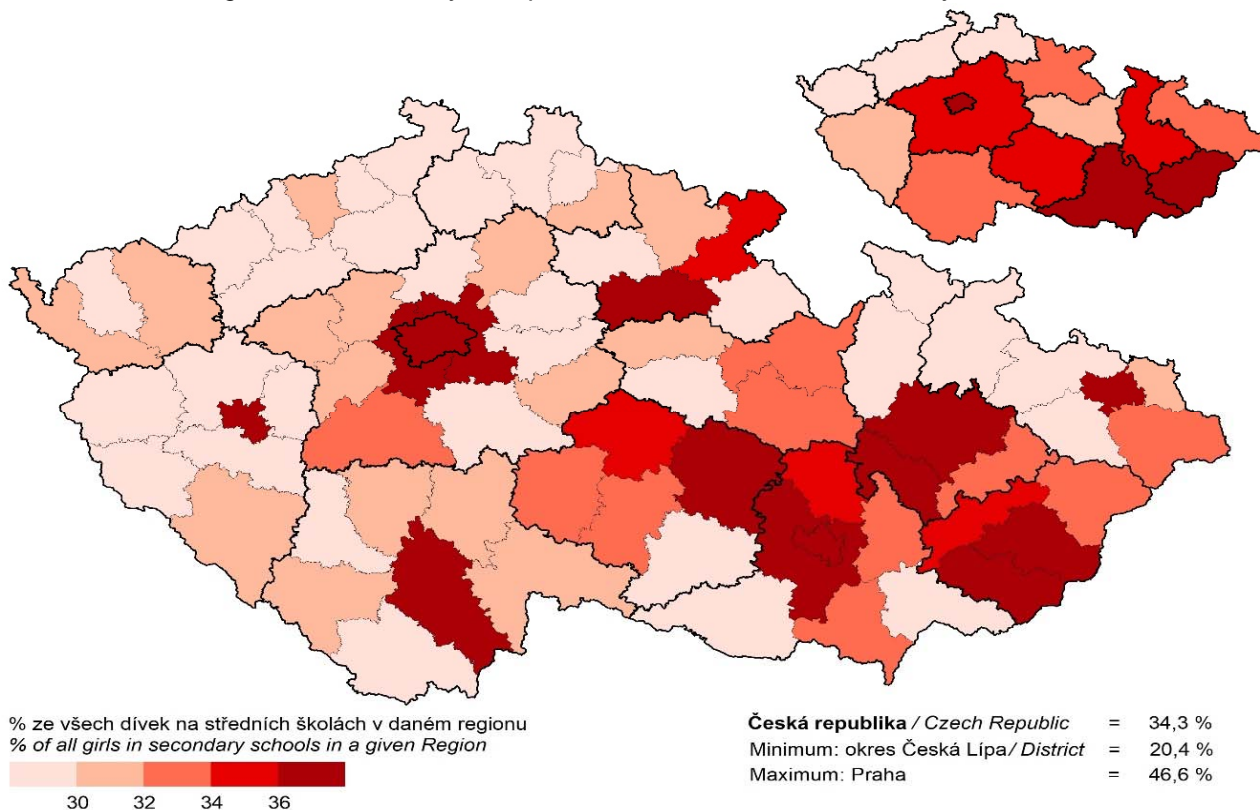 % ze všech dívek na středních školách v daném regionu
% of all girls in secondary schools in a given Region
30 32 34 36
Česká republika / Czech Republic = 34,3 %
Minimum: okres Česká Lípa / District = 20,4 %
Maximum: Praha = 46,6 %